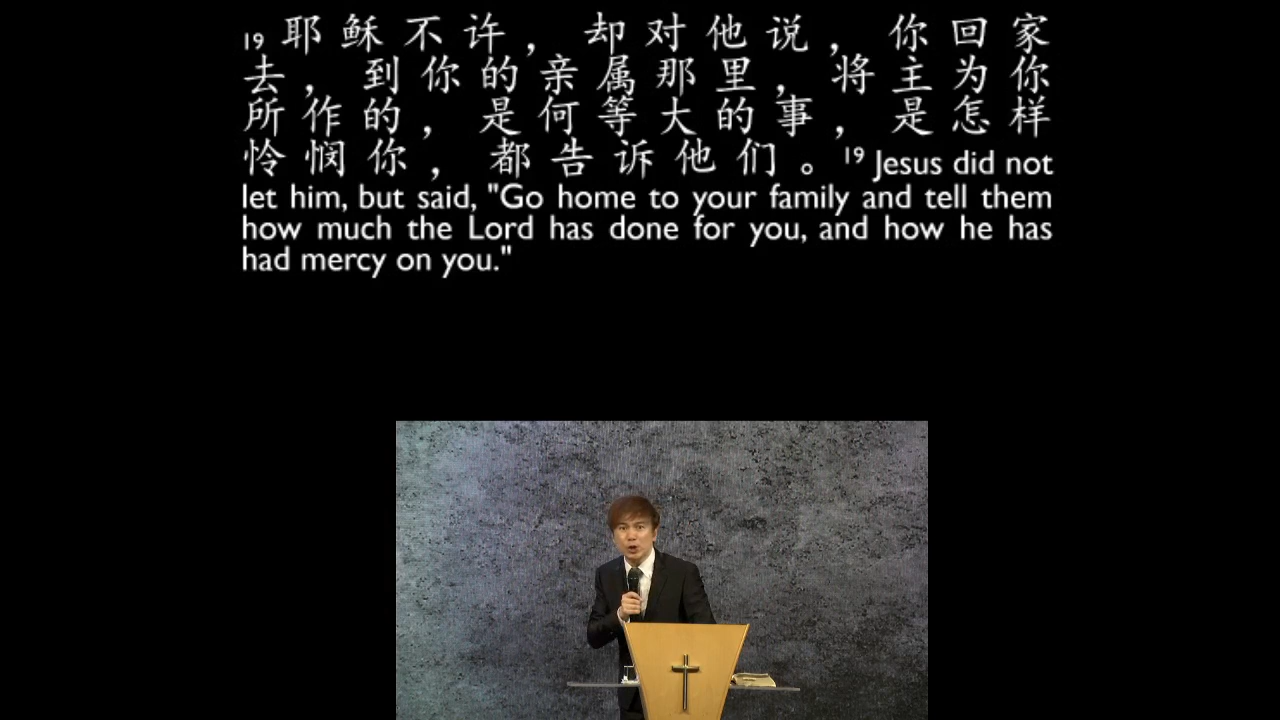 19 耶稣不许，却对他说，你回家
去，到你的亲属那里，将主为你
所作的，是何等大的事，是怎样
怜悯你，都告诉他们。19 Jesus did not
let him, but said, "Go home to your family and tell them
how much the Lord has done for you, and how he has
had mercy on you."